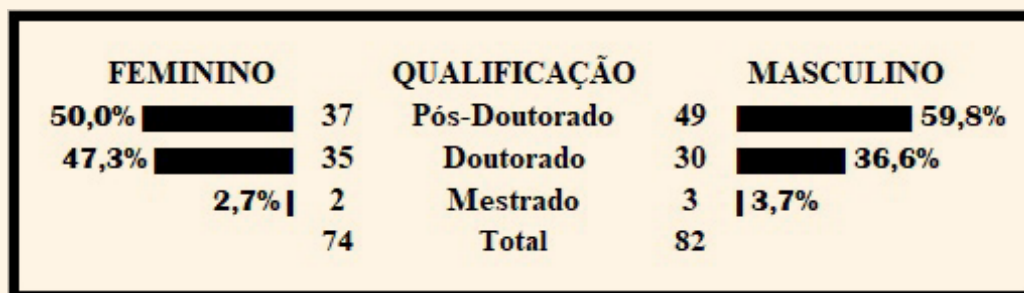 FEMININO QUALIFICAÇÃO MASCULINO
50,0% 37 Pós-Doutorado 49 59,8%
47,3% 35 Doutorado 30 36,6%
2,7% 2 Mestrado 3 3,7%
74 Total 82